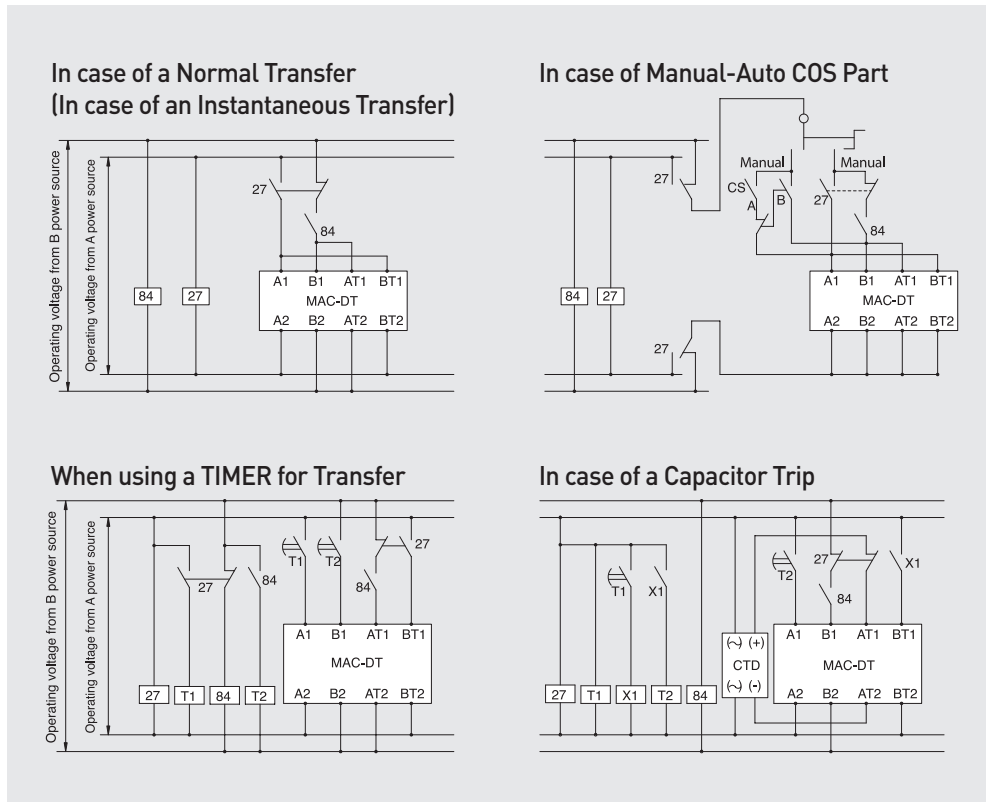 In case of a Normal Transfer
(In case of an Instantaneous Transfer)
Operating voltage from B power source
Operating voltage from A power source
27
84
84
27
A1 B1 AT1 BT1
MAC-DT
A2 B2 AT2 BT2
In case of Manual-Auto COS Part
Manual
Manual
27
CS
A
B
27
84
84
27
A1 B1 AT1 BT1
MAC-DT
A2 B2 AT2 BT2
27
When using a TIMER for Transfer
Operating voltage from B power source
Operating voltage from A power source
27
84
T1
T2
27
84
A1 B1 AT1 BT1
MAC-DT
A2 B2 AT2 BT2
27
T1
84
T2
In case of a Capacitor Trip
T1
X1
T2
27
X1
84
(~) (+)
CTD
(~) (-)
A1 B1 AT1 BT1
MAC-DT
A2 B2 AT2 BT2
27
T1
X1
T2
84